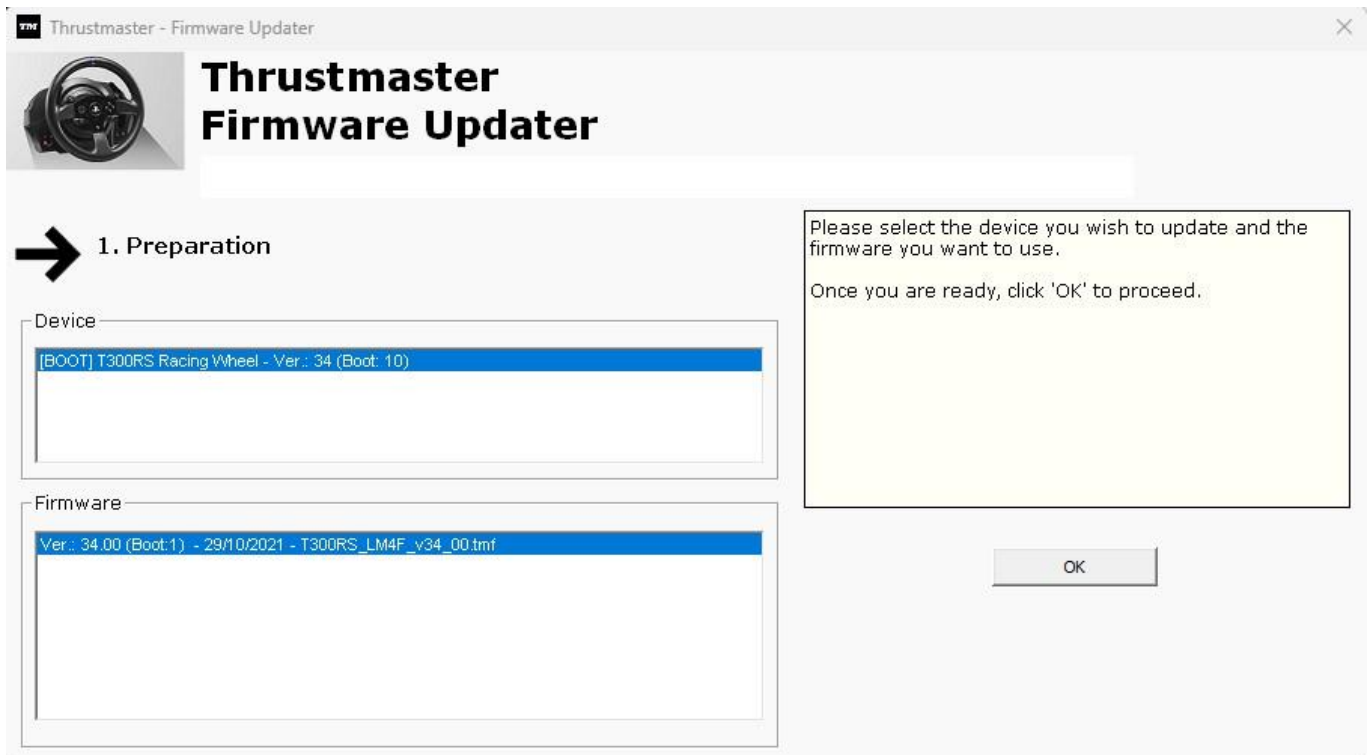 TM Thrustmaster - Firmware Updater
Thrustmaster
Firmware Updater
1. Preparation
Please select the device you wish to update and the
firmware you want to use.
Once you are ready, click 'OK' to proceed.
Device
[BOOT] T300RS Racing Wheel - Ver.: 34 (Boot: 10)
Firmware
Ver.: 34.00 (Boot:1) - 29/10/2021 - T300RS_LM4F_v34_00.tmf
OK